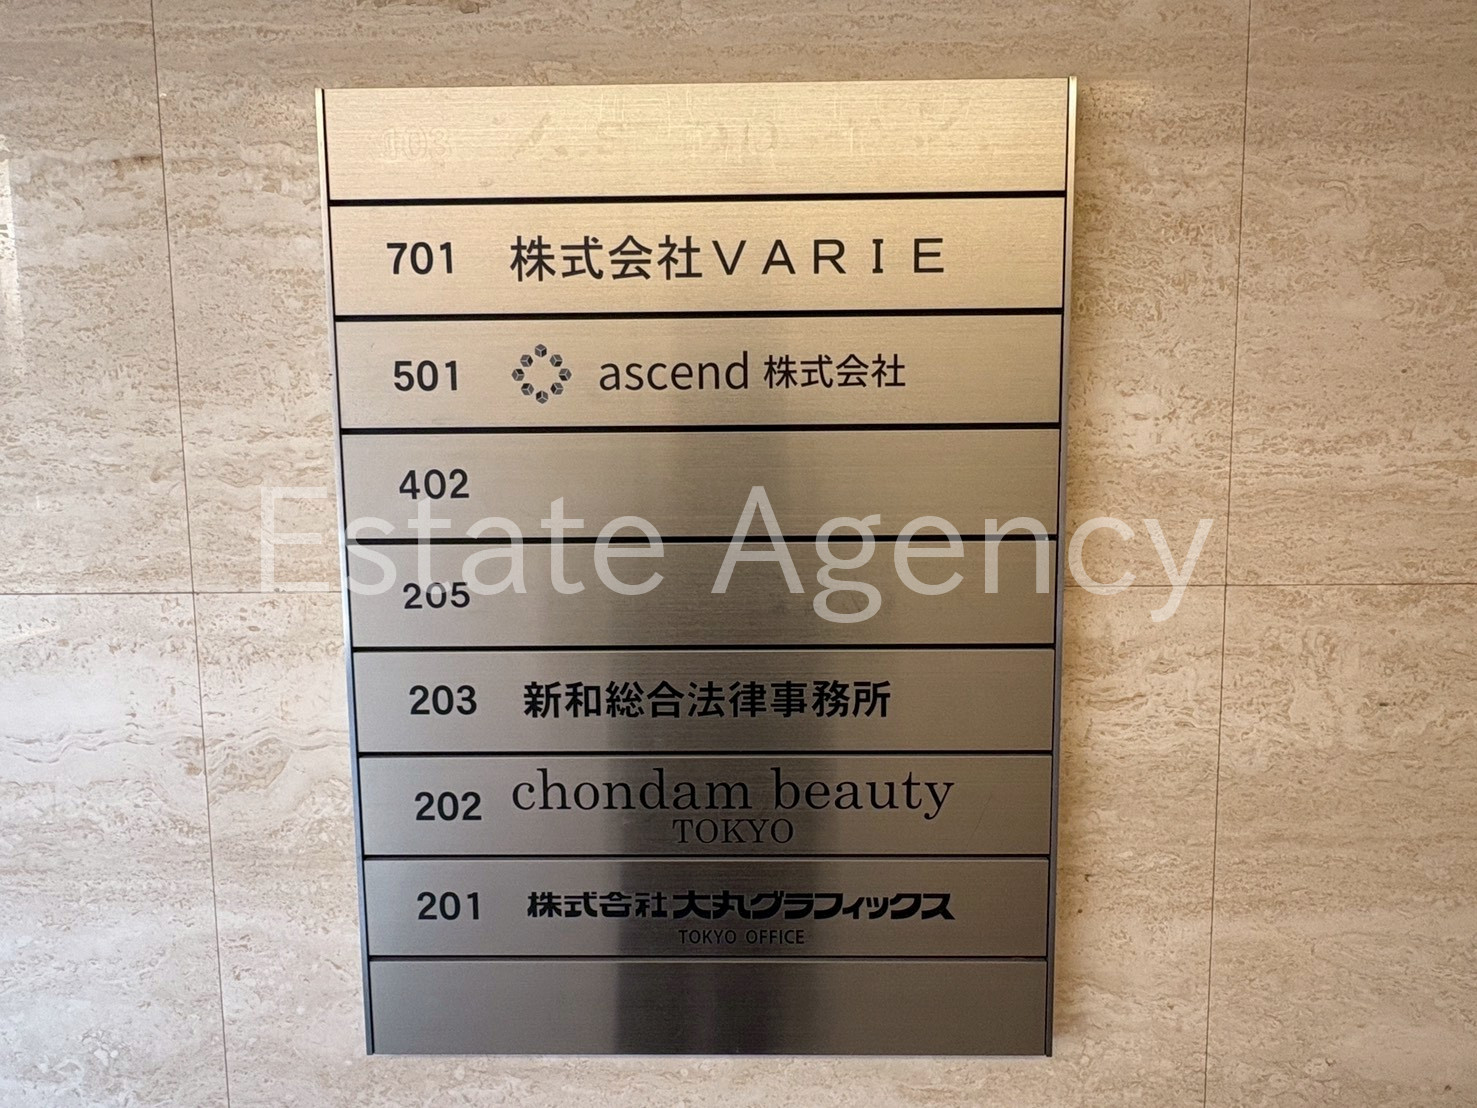 701 株式会社ＶＡＲＩＥ
501 ascend 株式会社
402
Estate Agency
205
203 新和総合法律事務所
202 chondam beauty
TOKYO
201 株式会社大丸グラフィックス
TOKYO OFFICE